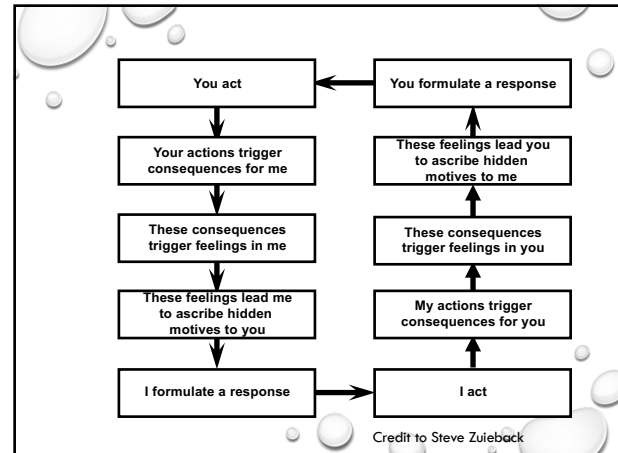 You act
Your actions trigger
consequences for me
These consequences
trigger feelings in me
These feelings lead me
to ascribe hidden
motives to you
I formulate a response
I act
My actions trigger
consequences for you
These consequences
trigger feelings in you
These feelings lead you
to ascribe hidden
motives to me
You formulate a response
Credit to Steve Zuieback